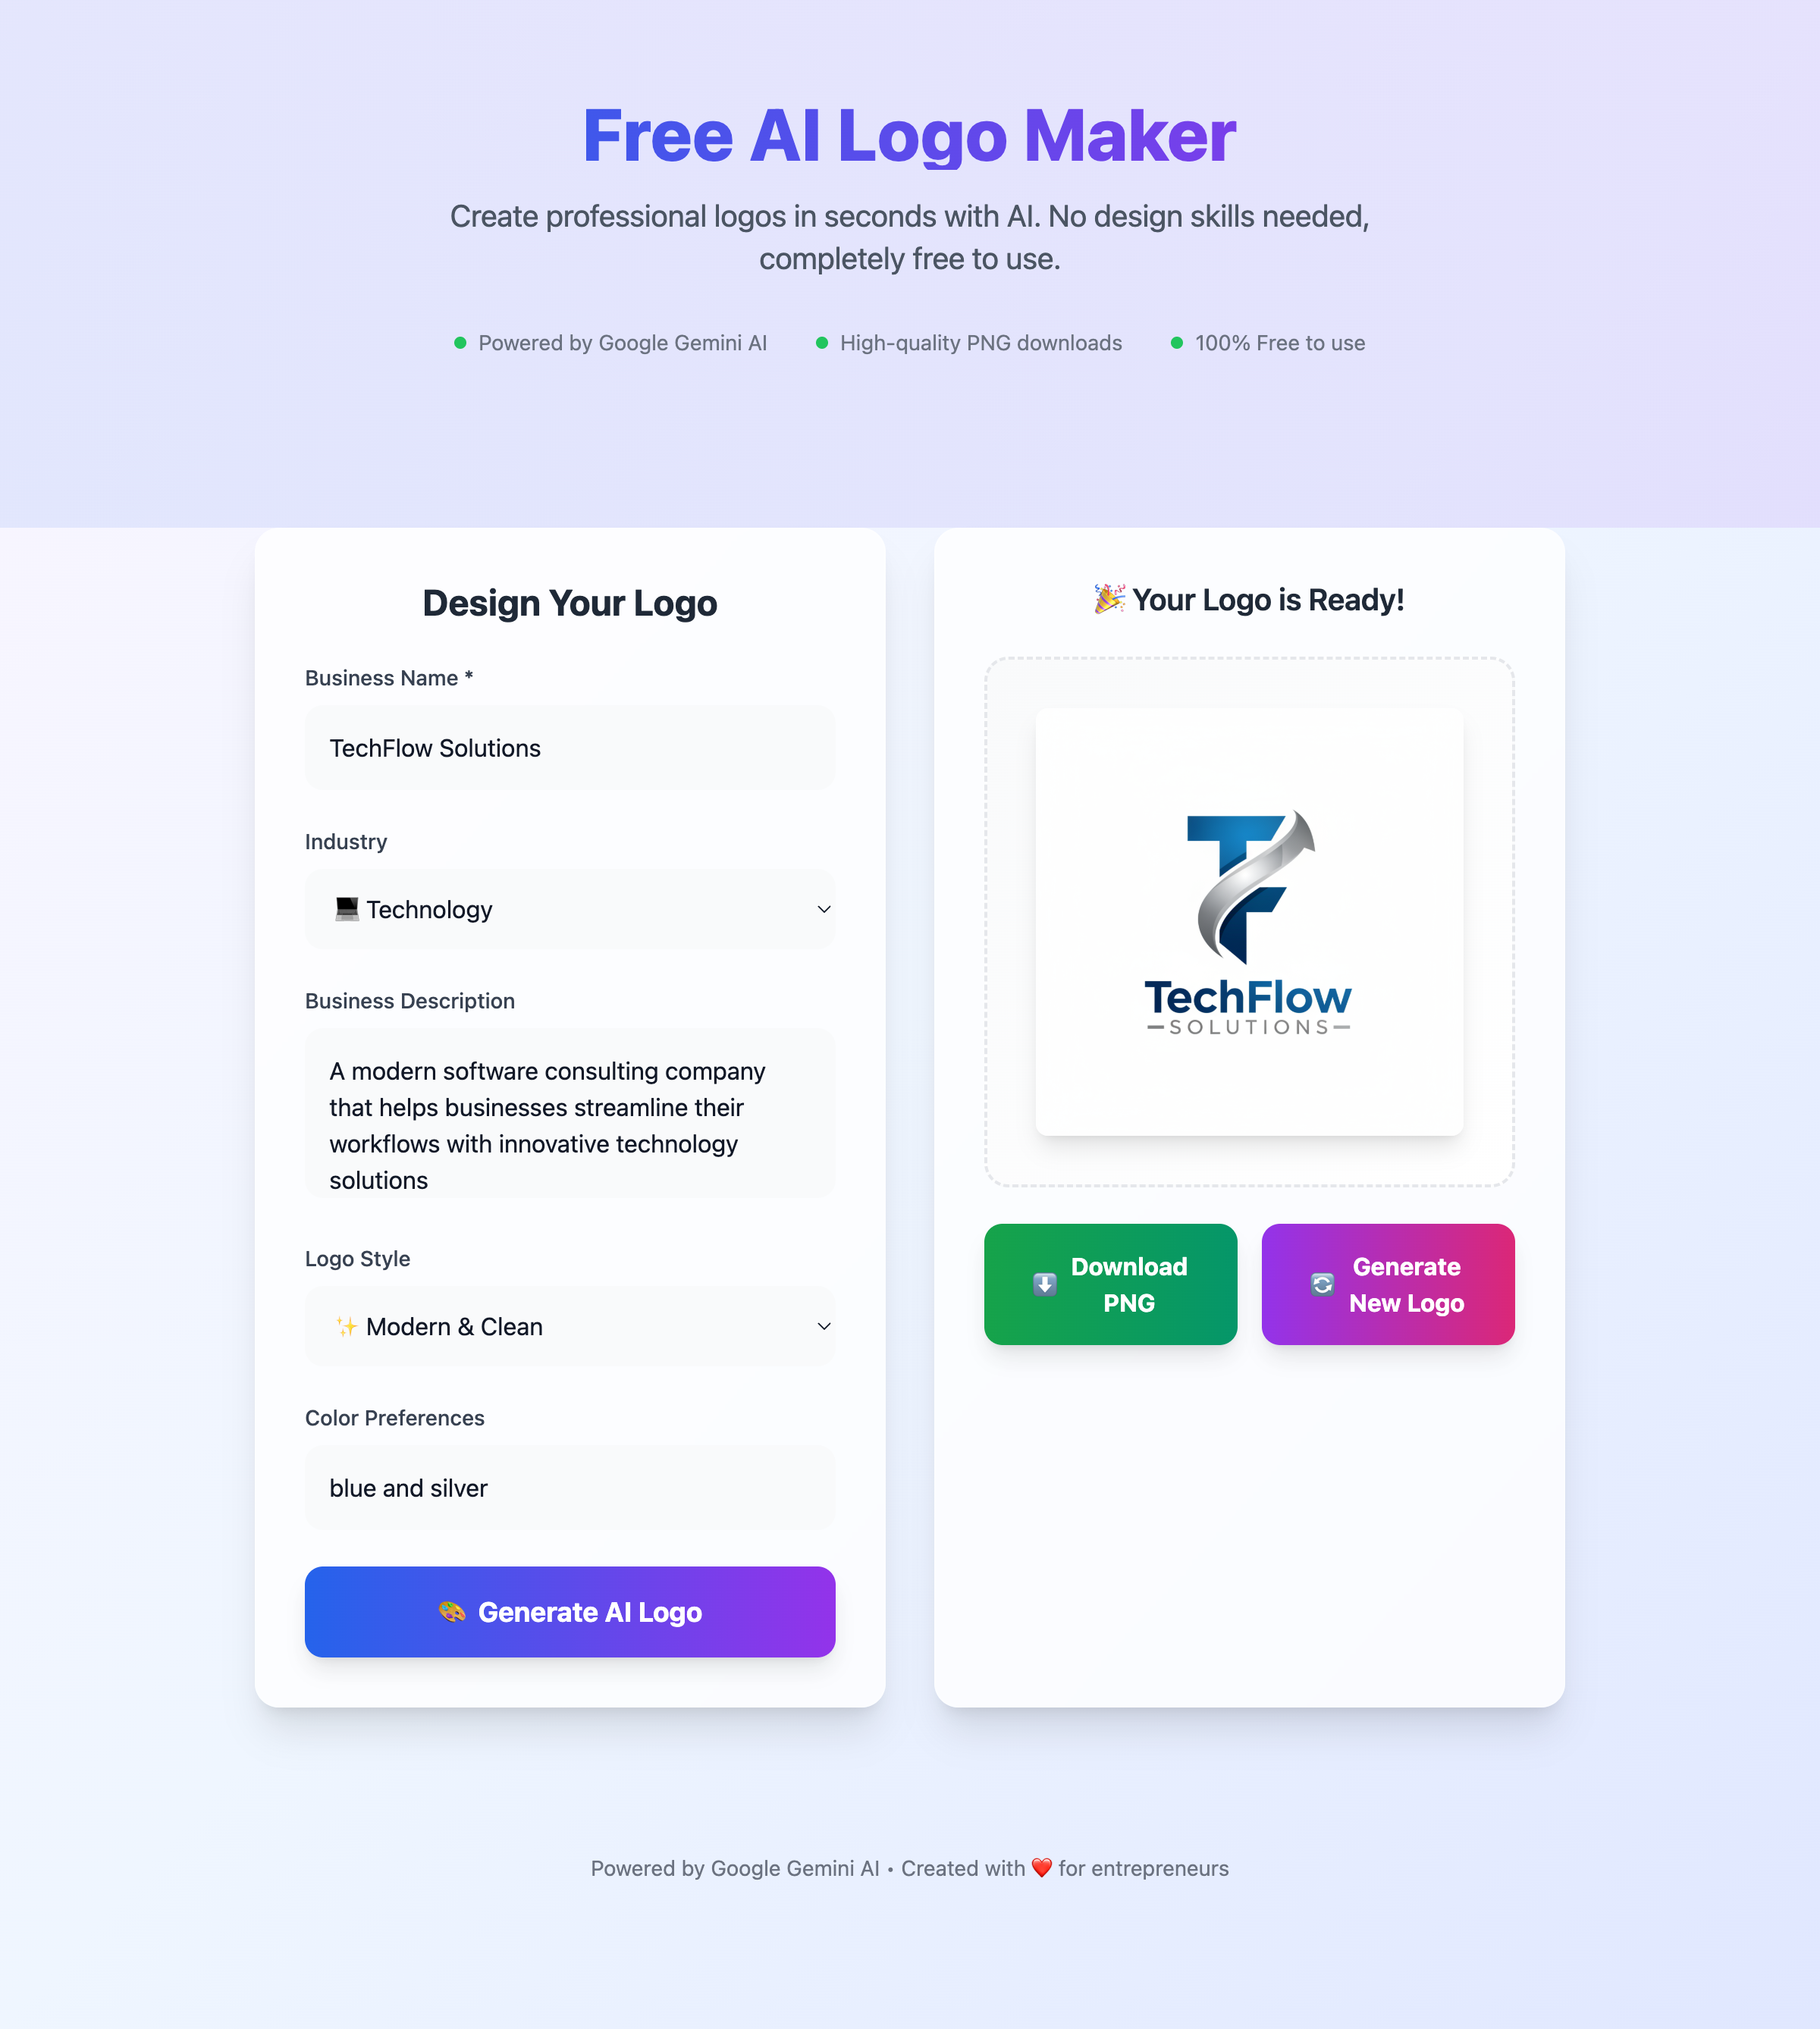 Free AI Logo Maker
Create professional logos in seconds with AI. No design skills needed,
completely free to use.
Powered by Google Gemini AI
High-quality PNG downloads
100% Free to use
Design Your Logo
Business Name *
TechFlow Solutions
Industry
💻 Technology
Business Description
A modern software consulting company
that helps businesses streamline their
workflows with innovative technology
solutions
Logo Style
✨ Modern & Clean
Color Preferences
blue and silver
🎨 Generate AI Logo
🎉 Your Logo is Ready!
TF
TechFlow
SOLUTIONS
⬇️ Download
PNG
🔄 Generate
New Logo
Powered by Google Gemini AI • Created with ❤️ for entrepreneurs